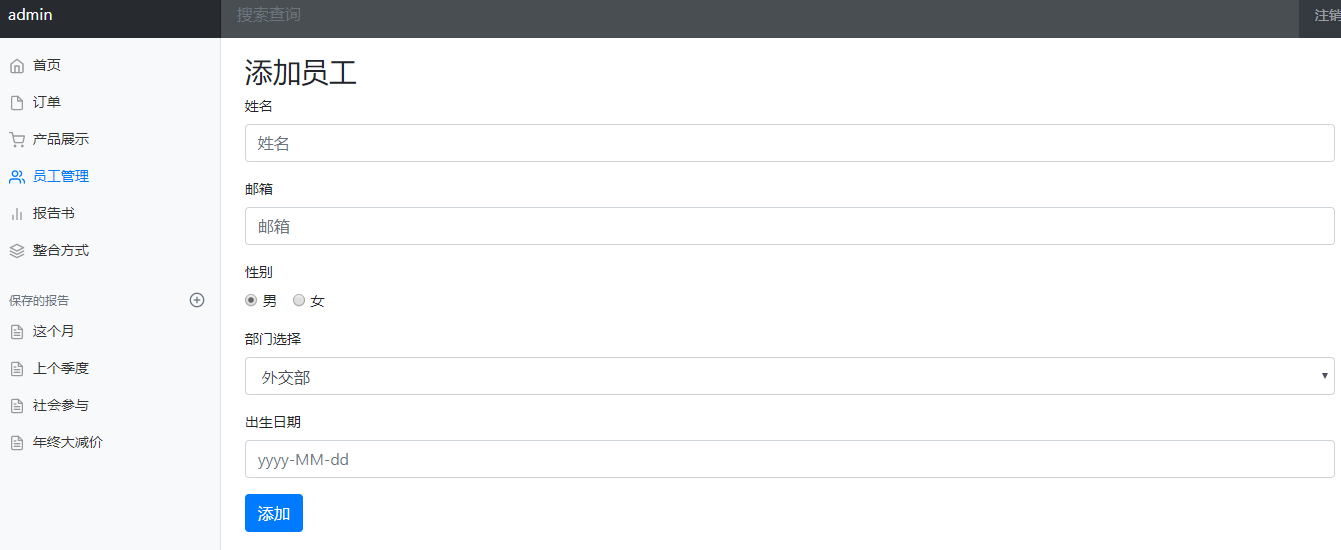 admin
搜索查询
注销
首页
订单
产品展示
员工管理
报告书
整合方式
保存的报告
这个月
上个季度
社会参与
年终大减价
添加员工
姓名
姓名
邮箱
邮箱
性别
男 女
部门选择
外交部
出生日期
yyyy-MM-dd
添加